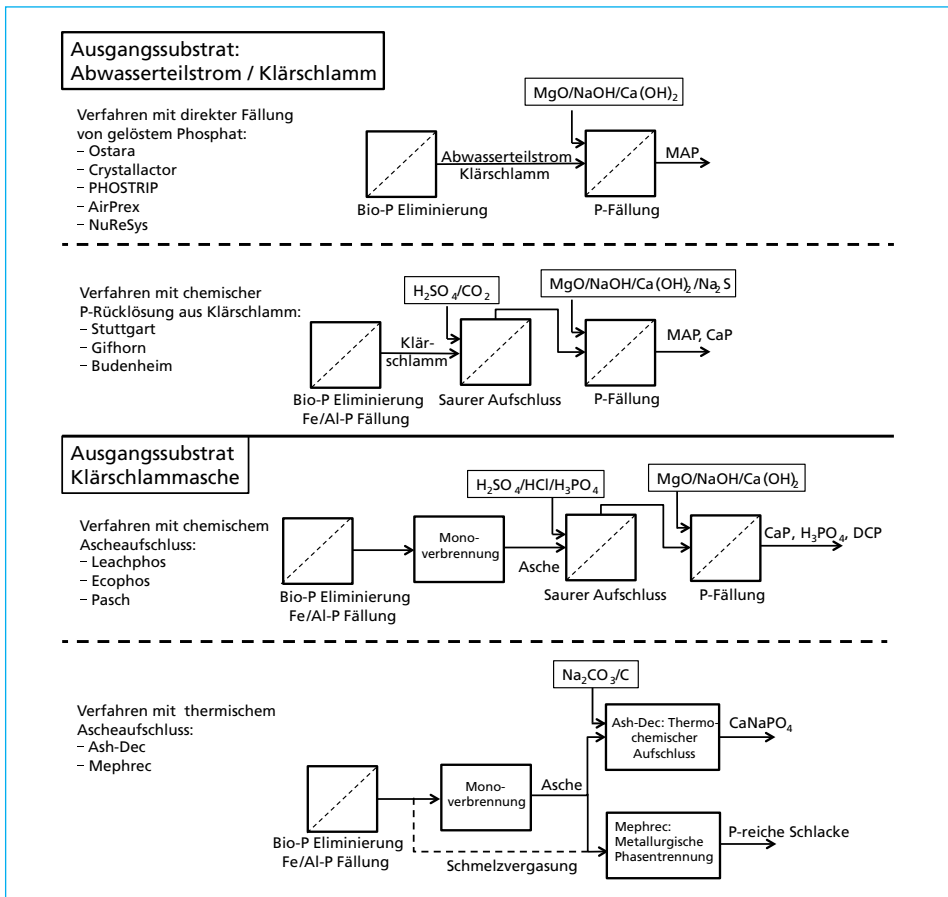 Ausgangssubstrat:
Abwasserteilstrom / Klärschlamm
Verfahren mit direkter Fällung
von gelöstem Phosphat:
– Ostara
– Crystallactor
– PHOSTRIP
– AirPrex
– NuReSys
MgO/NaOH/Ca(OH)₂
Abwasserteilstrom
Klärschlamm
MAP
Bio-P Eliminierung
P-Fällung
Verfahren mit chemischer
P-Rücklösung aus Klärschlamm:
– Stuttgart
– Gifhorn
– Budenheim
H₂SO₄/CO₂
MgO/NaOH/Ca(OH)₂/Na₂S
Klär-
schlamm
MAP, CaP
Bio-P Eliminierung
Fe/Al-P Fällung
Saurer Aufschluss
P-Fällung
Ausgangssubstrat
Klärschlammasche
Verfahren mit chemischem
Ascheaufschluss:
– Leachphos
– Ecophos
– Pasch
H₂SO₄/HCl/H₃PO₄
MgO/NaOH/Ca(OH)₂
Mono-
verbrennung
Asche
CaP, H₃PO₄, DCP
Bio-P Eliminierung
Fe/Al-P Fällung
Saurer Aufschluss
P-Fällung
Verfahren mit thermischem
Ascheaufschluss:
– Ash-Dec
– Mephrec
Na₂CO₃/C
Ash-Dec: Thermo-
chemischer
Aufschluss
CaNaPO₄
Mono-
verbrennung
Asche
Mephrec:
Metallurgische
Phasentrennung
P-reiche Schlacke
Bio-P Eliminierung
Fe/Al-P Fällung
Schmelzvergasung